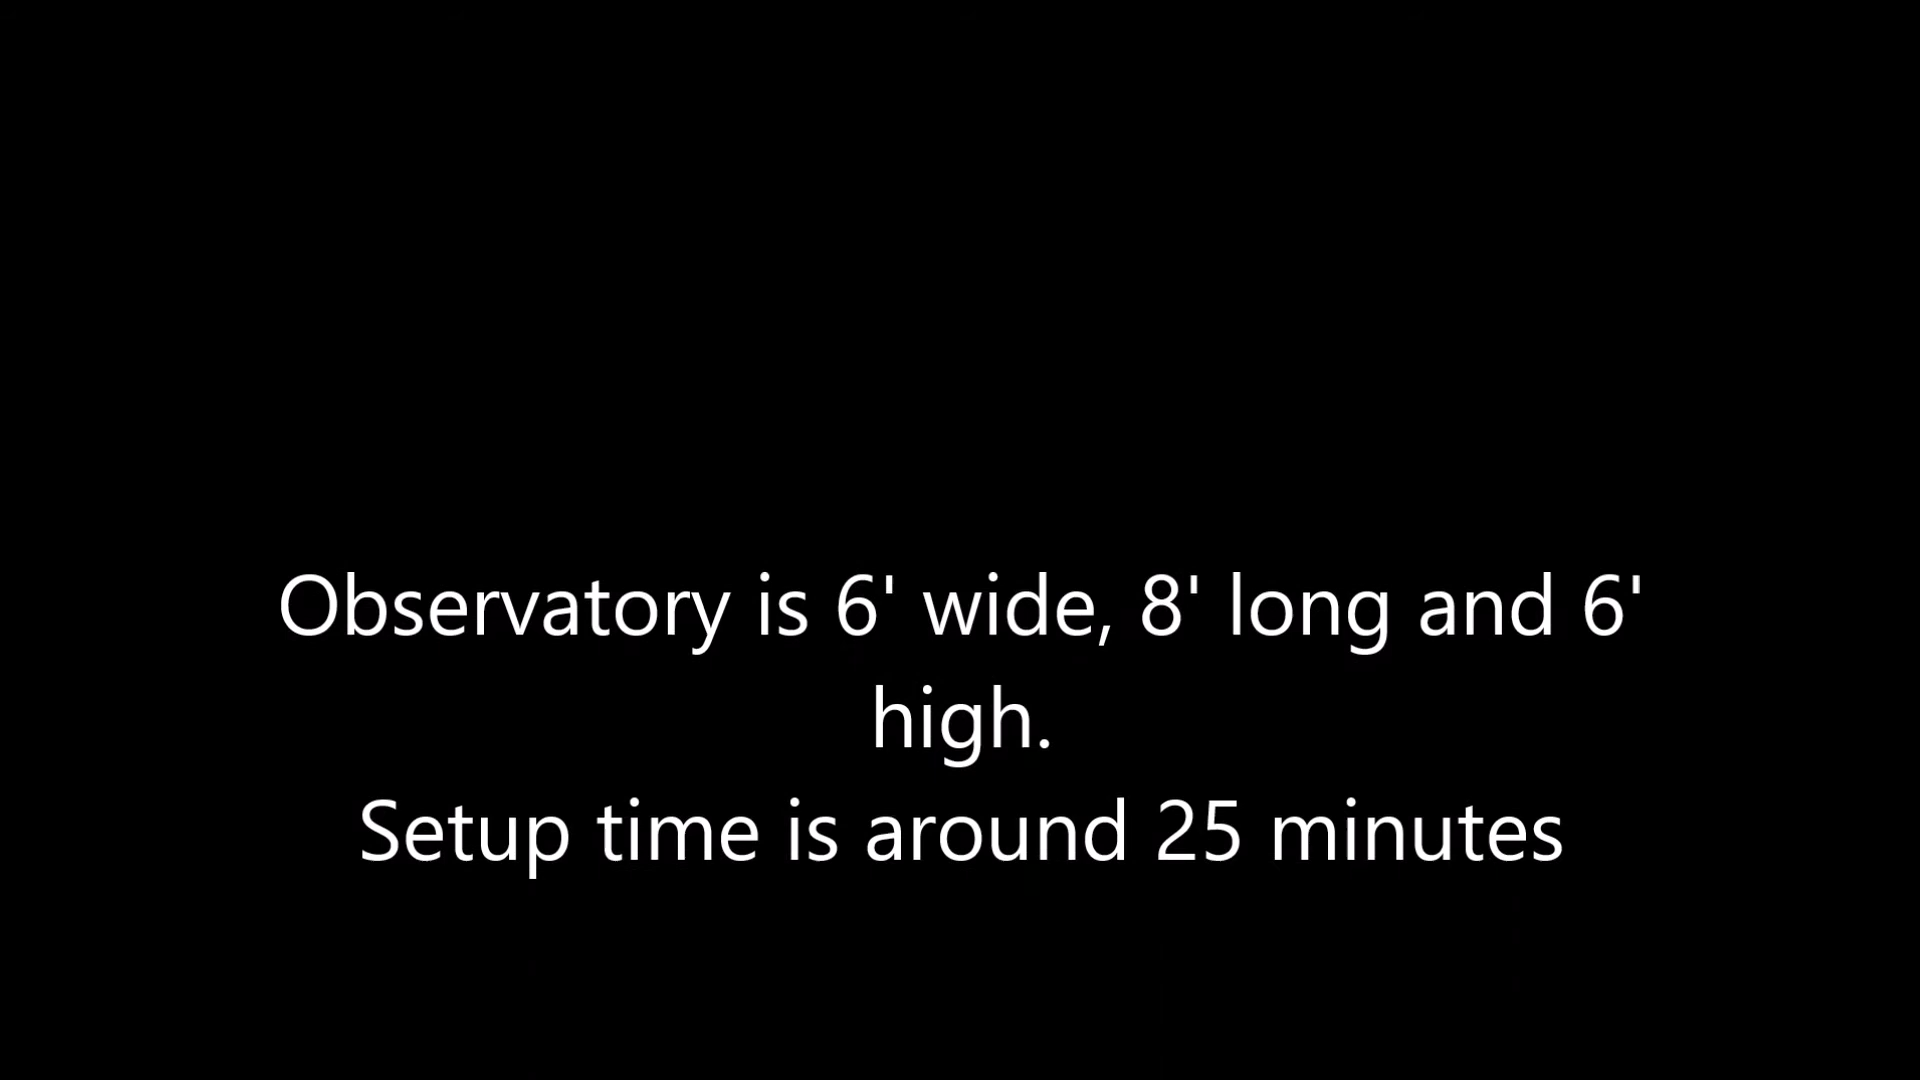 Observatory is 6' wide, 8' long and 6'
high.
Setup time is around 25 minutes